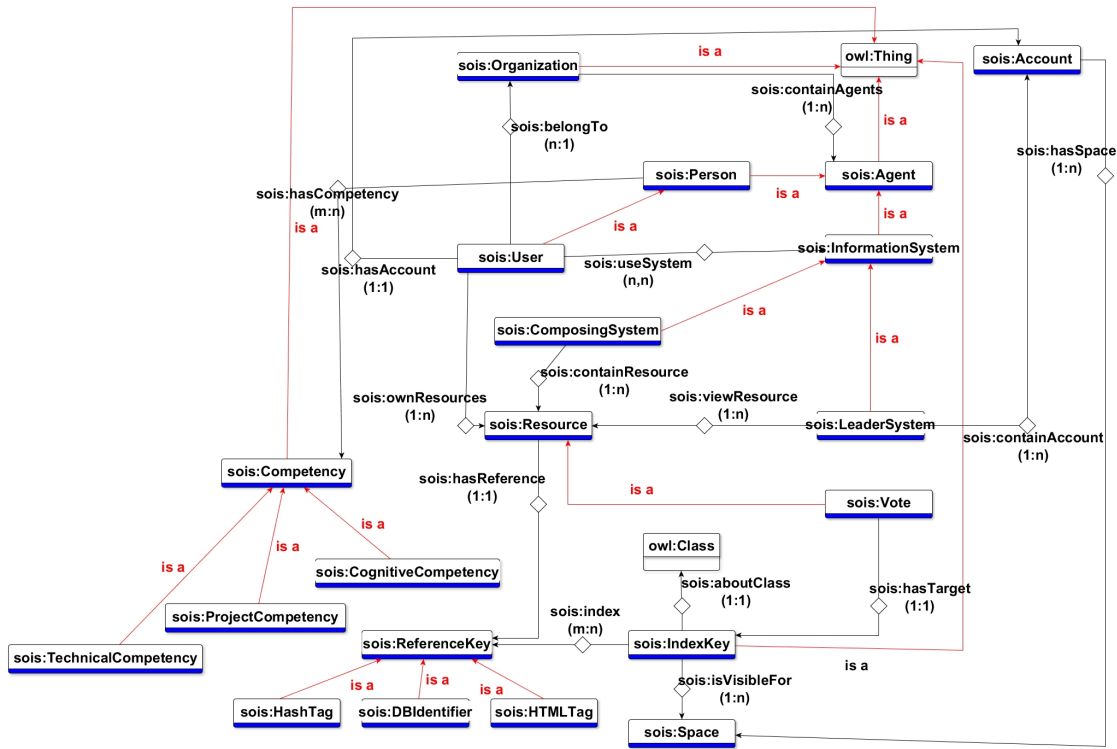 is a
owl:Thing
sois:Account
sois:Organization
sois:containAgents
(1:n)
is a
sois:belongTo
(n:1)
sois:hasSpace
(1:n)
sois:Person
is a
sois:Agent
sois:hasCompetency
(m:n)
is a
is a
is a
sois:User
sois:useSystem
(n,n)
sois:InformationSystem
sois:hasAccount
(1:1)
is a
sois:ComposingSystem
is a
sois:containResource
(1:n)
sois:ownResources
(1:n)
sois:viewResource
(1:n)
sois:Resource
sois:LeaderSystem
sois:containAccount
(1:n)
sois:Competency
sois:hasReference
(1:1)
is a
sois:Vote
is a
is a
is a
owl:Class
sois:CognitiveCompetency
sois:aboutClass
(1:1)
sois:hasTarget
(1:1)
sois:ProjectCompetency
sois:index
(m:n)
sois:TechnicalCompetency
sois:ReferenceKey
sois:IndexKey
is a
is a
is a
is a
sois:isVisibleFor
(1:n)
sois:HashTag
sois:DBIdentifier
sois:HTMLTag
sois:Space